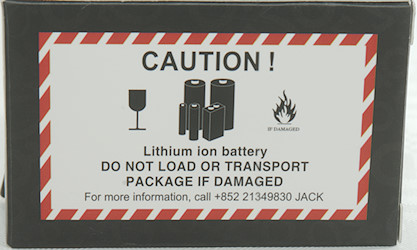 CAUTION !
IF DAMAGED
Lithium ion battery
DO NOT LOAD OR TRANSPORT
PACKAGE IF DAMAGED
For more information, call +852 21349830 JACK